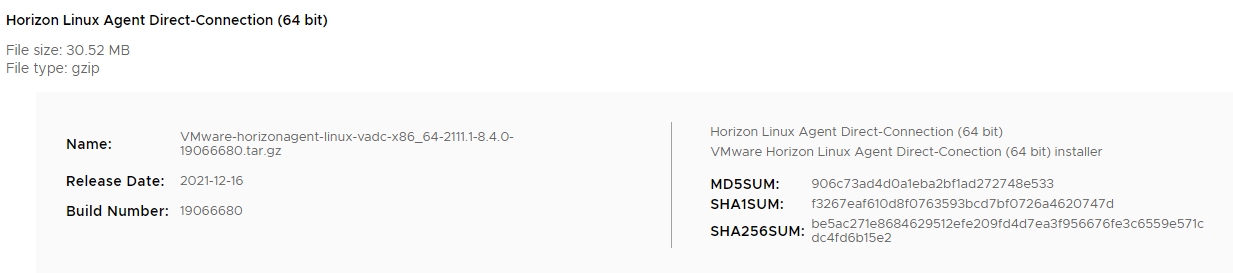 Horizon Linux Agent Direct-Connection (64 bit)
File size: 30.52 MB
File type: gzip
Name:
VMware-horizonagent-linux-vadc-x86_64-2111.1-8.4.0-
19066680.tar.gz
Release Date: 2021-12-16
Build Number: 19066680
Horizon Linux Agent Direct-Connection (64 bit)
VMware Horizon Linux Agent Direct-Conection (64 bit) installer
MD5SUM: 906c73ad4d0a1eba2bf1ad272748e533
SHA1SUM: f3267eaf610d8f0763593bcd7bf0726a4620747d
SHA256SUM:
be5ac271e8684629512efe209fd4d7ea3f956676fe3c6559e571c
dc4fd6b15e2